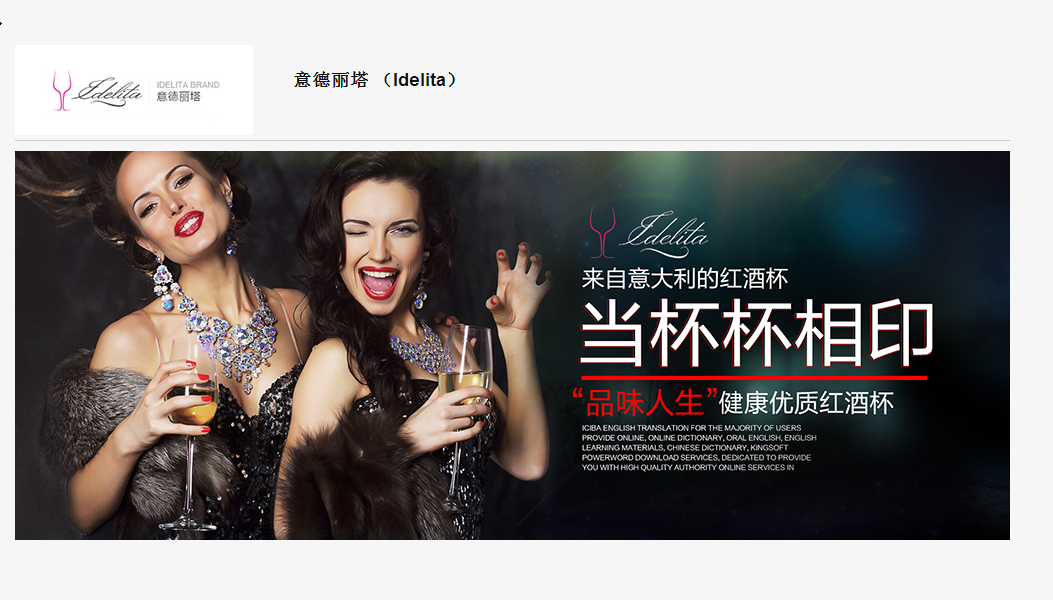 Idelita
IDELITA BRAND
意德丽塔
意德丽塔 （Idelita）
Idelita
来自意大利的红酒杯
当杯杯相印
“品味人生”健康优质红酒杯
ICIBA ENGLISH TRANSLATION FOR THE MAJORITY OF USERS
PROVIDE ONLINE, ONLINE DICTIONARY, ORAL ENGLISH, ENGLISH
LEARNING MATERIALS, CHINESE DICTIONARY, KINGSOFT
POWERWORD DOWNLOAD SERVICES, DEDICATED TO PROVIDE
YOU WITH HIGH QUALITY AUTHORITY ONLINE SERVICES IN